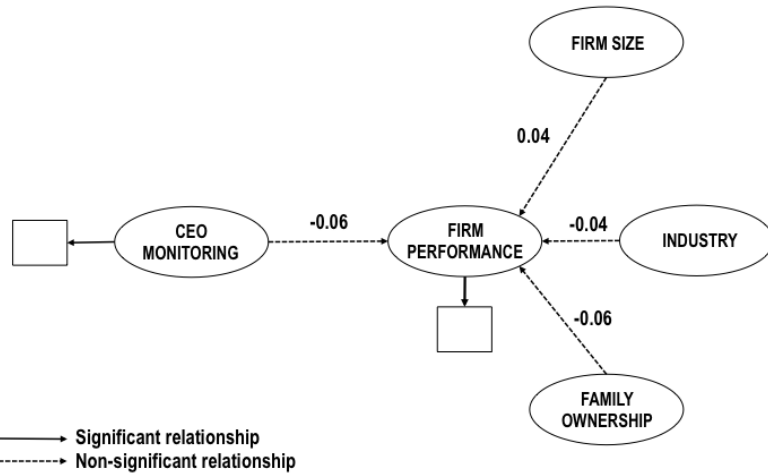 FIRM SIZE
0.04
CEO
MONITORING
-0.06
FIRM
PERFORMANCE
-0.04
INDUSTRY
-0.06
FAMILY
OWNERSHIP
Significant relationship
Non-significant relationship